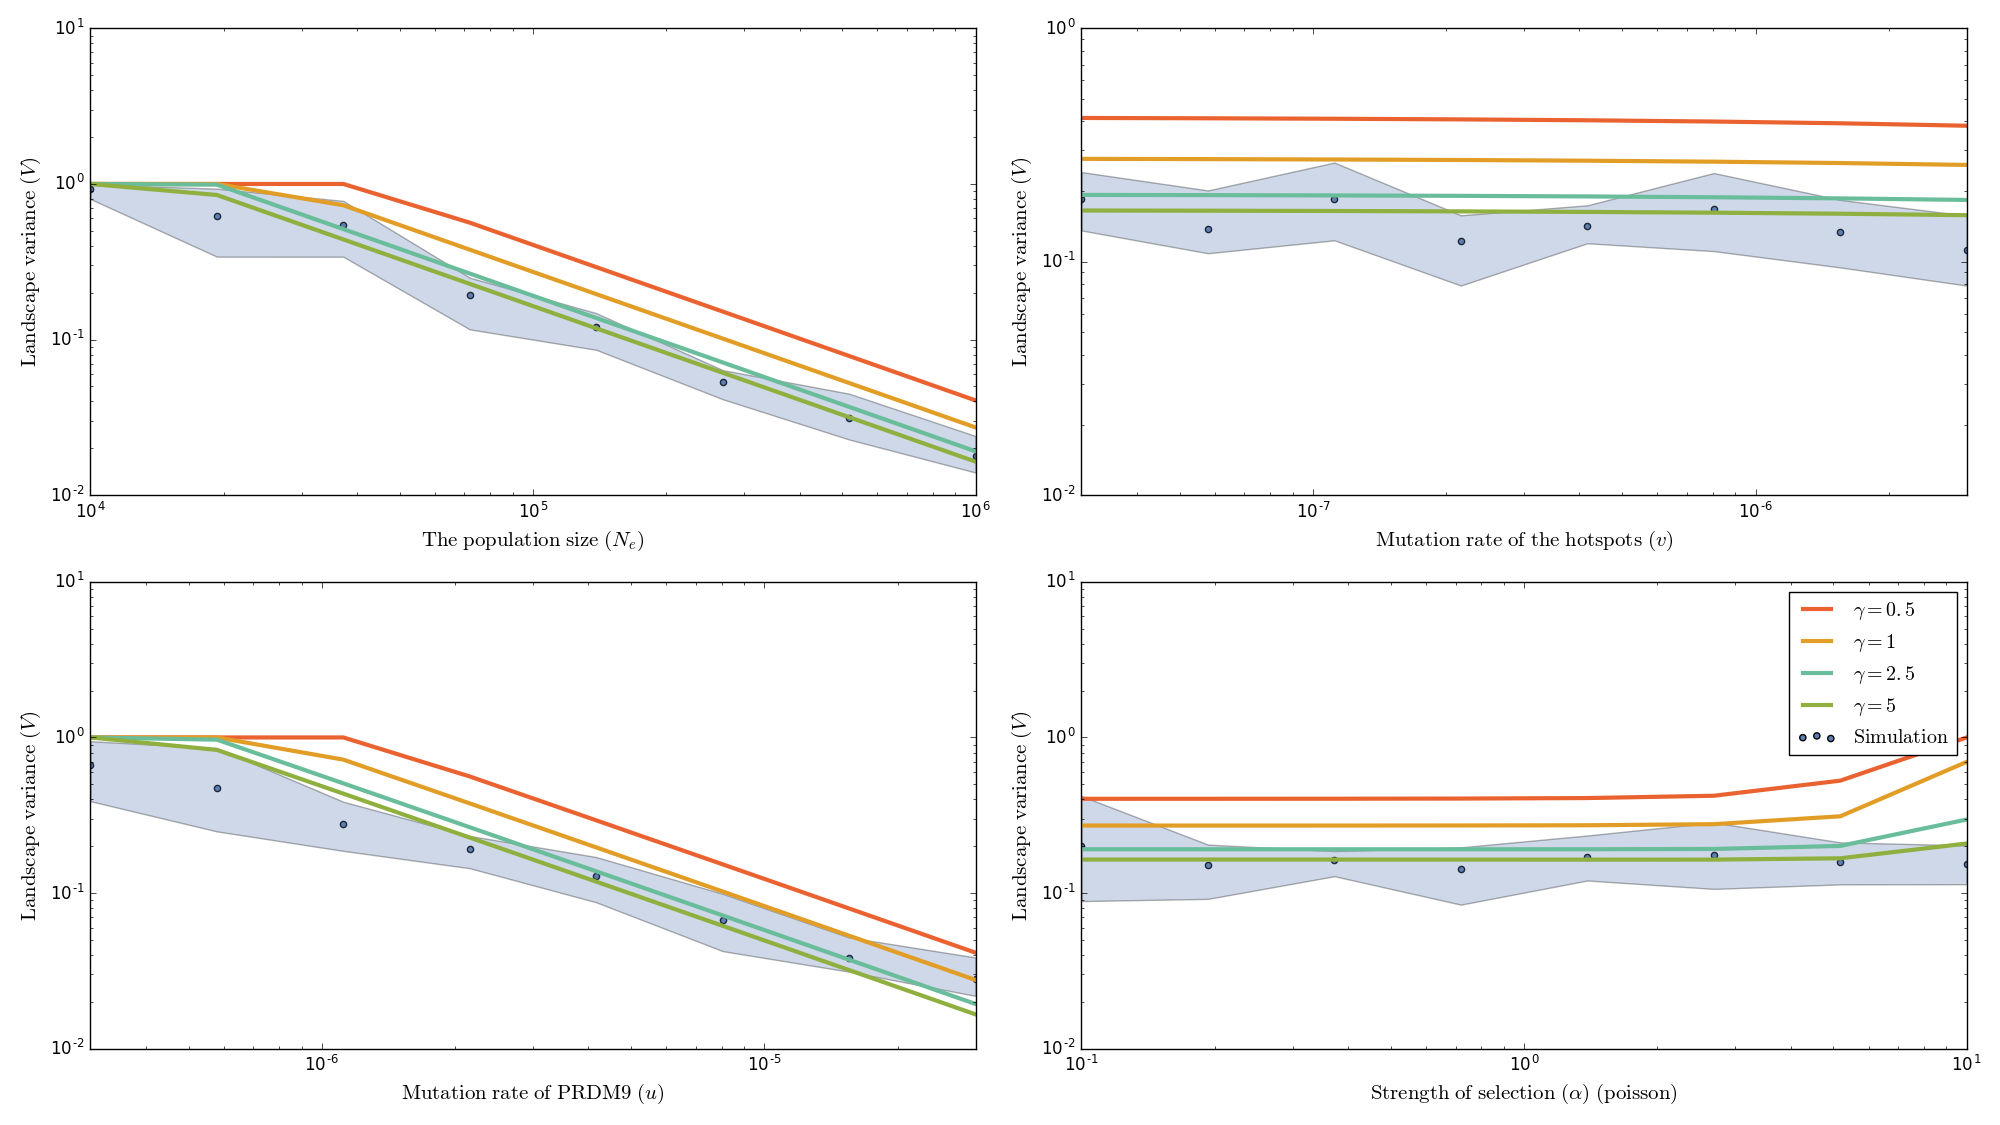 10^1
10^0
10^-1
10^-2
Landscape variance (V)
10^4
10^5
10^6
The population size (N_e)
10^0
10^-1
10^-2
Landscape variance (V)
10^-7
10^-6
Mutation rate of the hotspots (v)
10^1
10^0
10^-1
10^-2
Landscape variance (V)
10^-6
10^-5
Mutation rate of PRDM9 (u)
10^1
10^0
10^-1
10^-2
Landscape variance (V)
10^-1
10^0
10^1
Strength of selection (α) (poisson)
γ = 0.5
γ = 1
γ = 2.5
γ = 5
Simulation